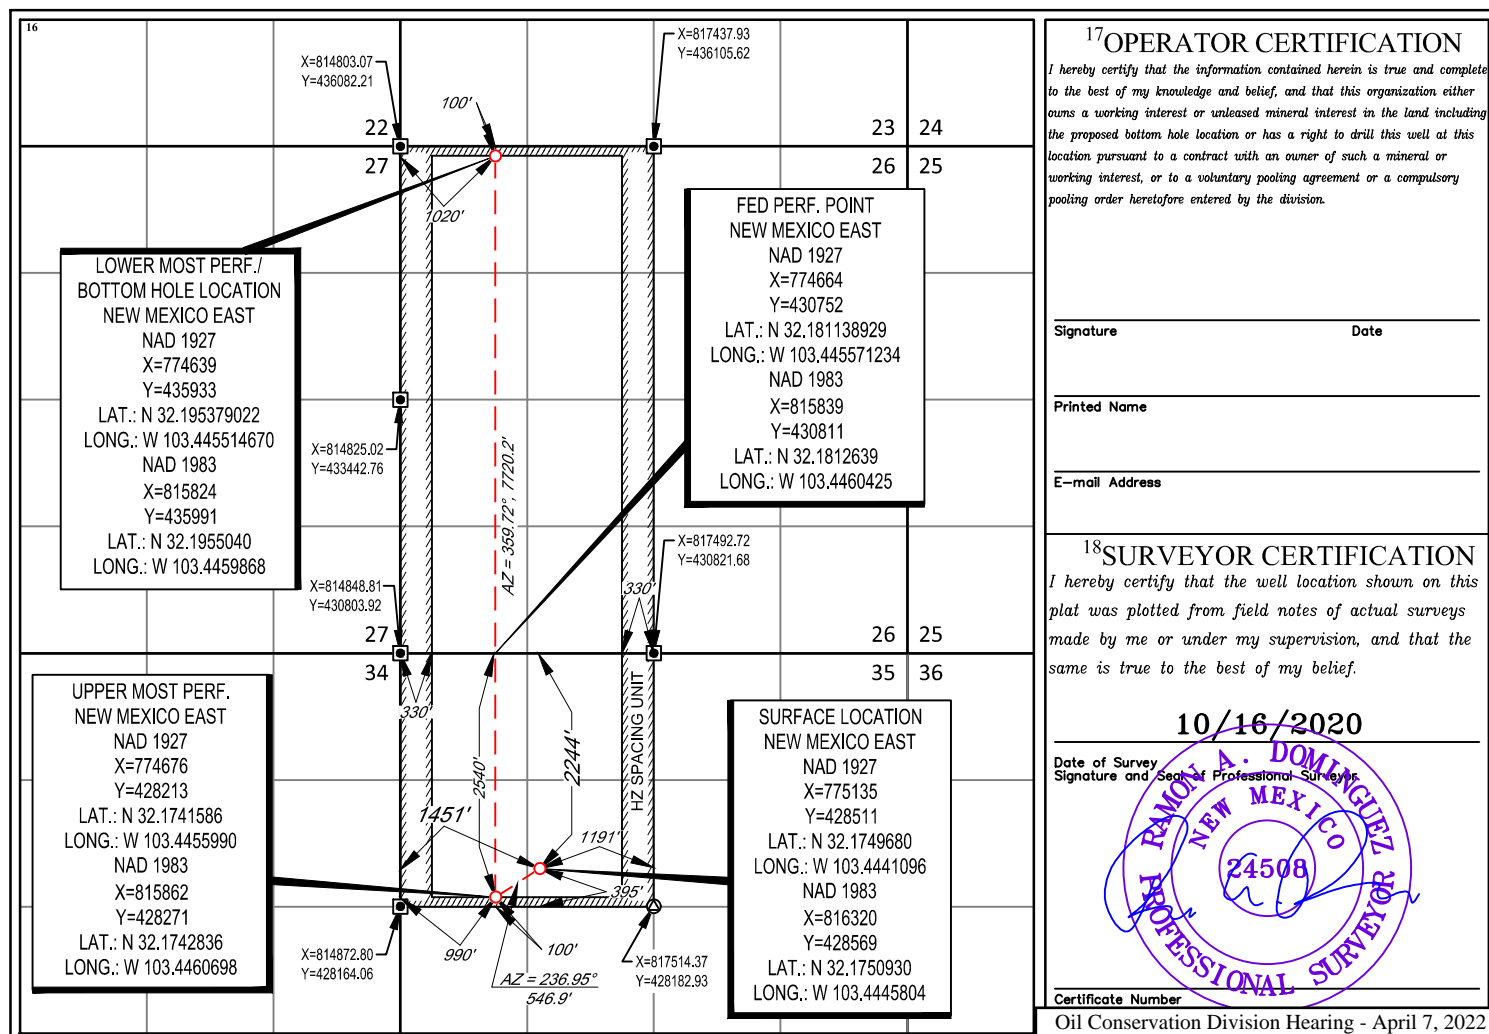 16
X=814803.07
Y=436082.21
X=817437.93
Y=436105.62
100'
22
23
24
27
26
25
1020'
LOWER MOST PERF./
BOTTOM HOLE LOCATION
NEW MEXICO EAST
NAD 1927
X=774639
Y=435933
LAT.: N 32.195379022
LONG.: W 103.445514670
NAD 1983
X=815824
Y=435991
LAT.: N 32.1955040
LONG.: W 103.4459868
FED PERF. POINT
NEW MEXICO EAST
NAD 1927
X=774664
Y=430752
LAT.: N 32.181138929
LONG.: W 103.445571234
NAD 1983
X=815839
Y=430811
LAT.: N 32.1812639
LONG.: W 103.4460425
X=814825.02
Y=433442.76
AZ = 359.72°, 7720.2'
X=817492.72
Y=430821.68
X=814848.81
Y=430803.92
330'
27
26
25
34
35
36
330'
UPPER MOST PERF.
NEW MEXICO EAST
NAD 1927
X=774676
Y=428213
LAT.: N 32.1741586
LONG.: W 103.4455990
NAD 1983
X=815862
Y=428271
LAT.: N 32.1742836
LONG.: W 103.4460698
HZ SPACING UNIT
2540'
2244'
1451'
1191'
395'
SURFACE LOCATION
NEW MEXICO EAST
NAD 1927
X=775135
Y=428511
LAT.: N 32.1749680
LONG.: W 103.4441096
NAD 1983
X=816320
Y=428569
LAT.: N 32.1750930
LONG.: W 103.4445804
990'
100'
X=814872.80
Y=428164.06
AZ = 236.95°
546.9'
X=817514.37
Y=428182.93
17OPERATOR CERTIFICATION
I hereby certify that the information contained herein is true and complete
to the best of my knowledge and belief, and that this organization either
owns a working interest or unleased mineral interest in the land including
the proposed bottom hole location or has a right to drill this well at this
location pursuant to a contract with an owner of such a mineral or
working interest, or to a voluntary pooling agreement or a compulsory
pooling order heretofore entered by the division.
Signature Date
Printed Name
E-mail Address
18SURVEYOR CERTIFICATION
I hereby certify that the well location shown on this
plat was plotted from field notes of actual surveys
made by me or under my supervision, and that the
same is true to the best of my belief.
10/16/2020
Date of Survey
Signature and Seal of Professional Surveyor
RAMON A. DOMINGUEZ
NEW MEXICO
24508
PROFESSIONAL SURVEYOR
Certificate Number
Oil Conservation Division Hearing - April 7, 2022